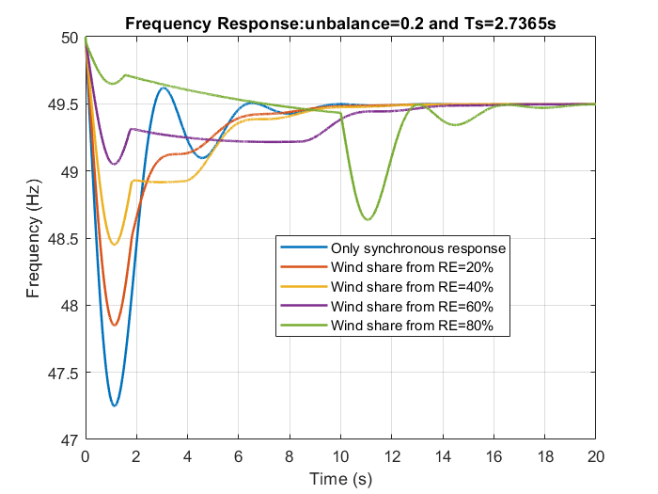 Frequency Response:unbalance=0.2 and Ts=2.7365s
50
49.5
49
48.5
48
47.5
47
Frequency (Hz)
Only synchronous response
Wind share from RE=20%
Wind share from RE=40%
Wind share from RE=60%
Wind share from RE=80%
0 2 4 6 8 10 12 14 16 18 20
Time (s)